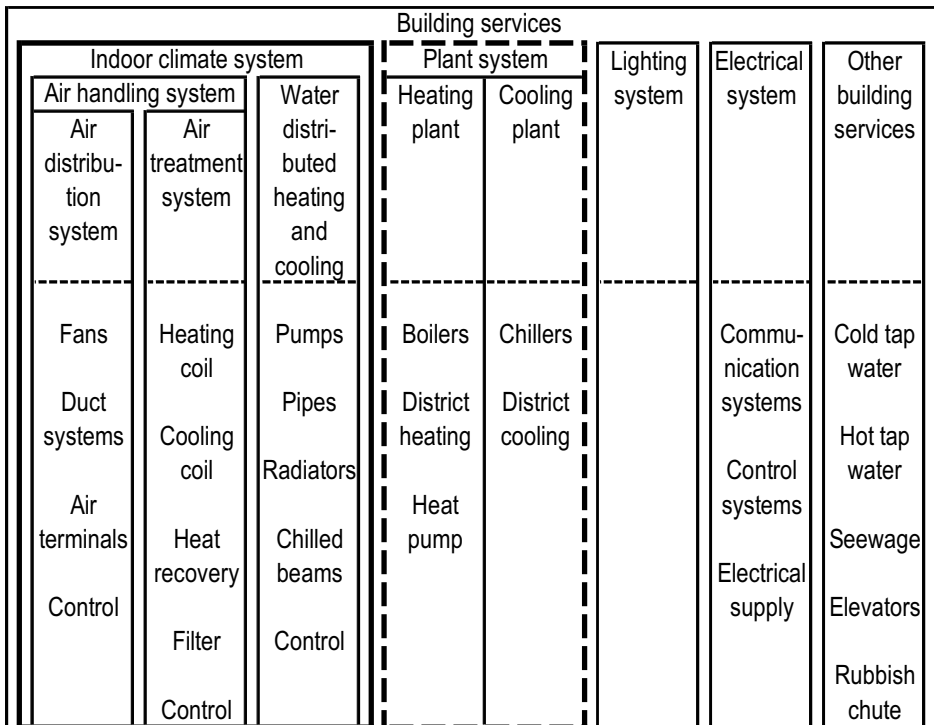 Building services
Indoor climate system
Air handling system
Air
distribu-
tion
system
Fans
Duct
systems
Air
terminals
Control
Air
treatment
system
Heating
coil
Cooling
coil
Heat
recovery
Filter
Control
Water
distri-
buted
heating
and
cooling
Pumps
Pipes
Radiators
Chilled
beams
Control
Plant system
Heating
plant
Boilers
District
heating
Heat
pump
Cooling
plant
Chillers
District
cooling
Lighting
system
Electrical
system
Commu-
nication
systems
Control
systems
Electrical
supply
Other
building
services
Cold tap
water
Hot tap
water
Seewage
Elevators
Rubbish
chute